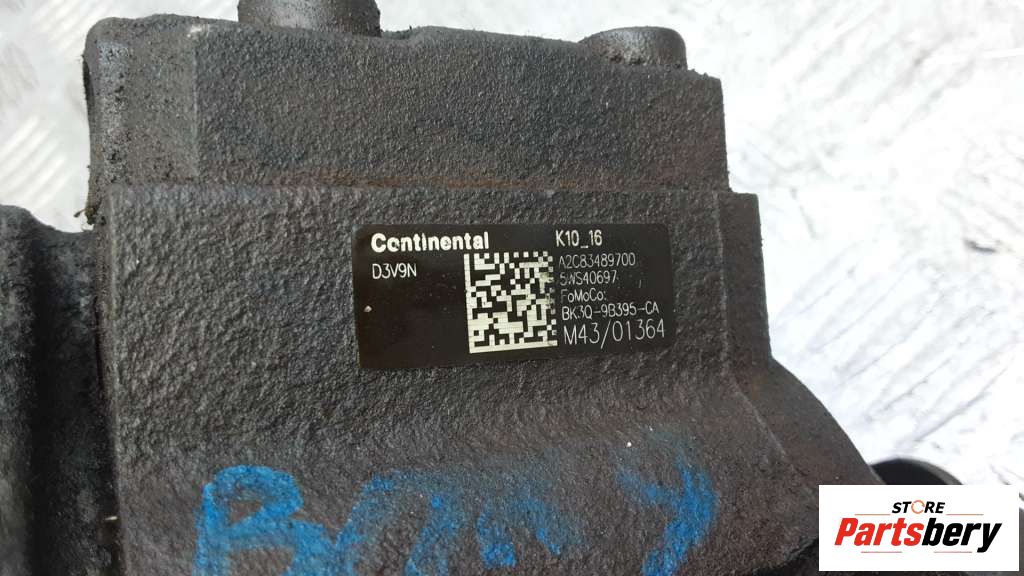 Continental K10_16
D3V9N
A2C83489700
5WS40697
FoMoCo:
BK3Q-9B395-CA
M43/01364
STORE
Partsbery